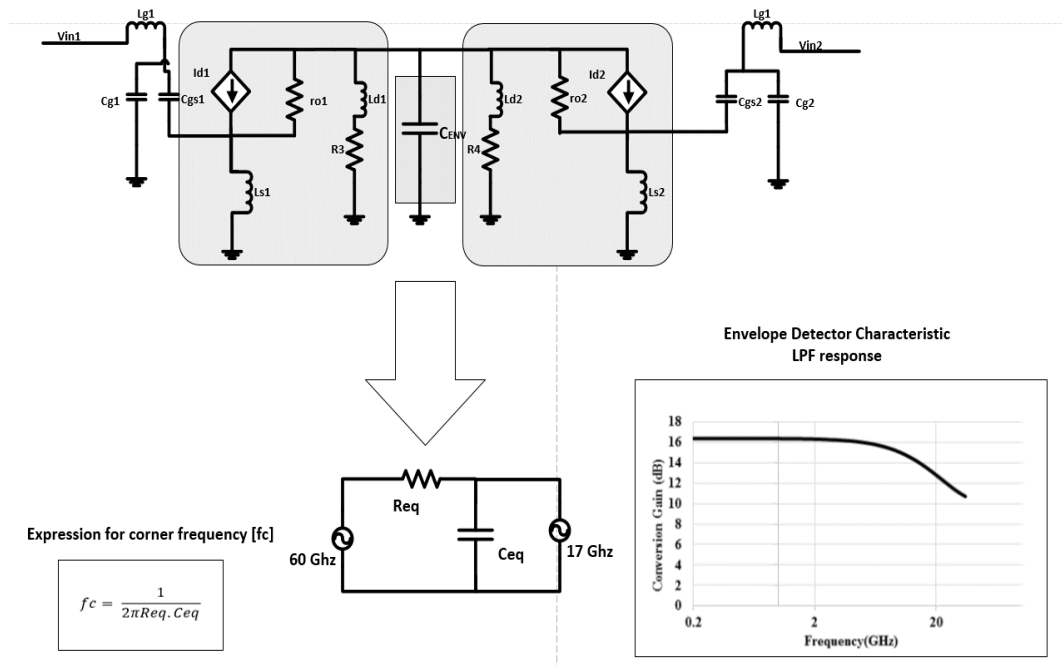 Lg1
Lg1
Vin1
Vin2
Id1
Id2
Cg1
Cgs1
ro1
Ld1
Ld2
ro2
Cgs2
Cg2
R3
CENV
R4
Ls1
Ls2
Envelope Detector Characteristic
LPF response
Req
60 Ghz
Ceq
17 Ghz
Expression for corner frequency [fc]
fc = 1 / 2πReq.Ceq
Conversion Gain (dB)
18
16
14
12
10
8
6
4
2
0
0.2
2
20
Frequency(GHz)